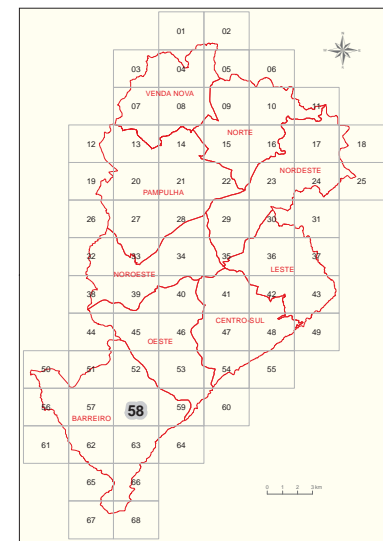 01 02
03 04 05 06
VENDA NOVA
07 08 09 10 11
NORTE
12 13 14 15 16 17 18
NORDESTE
19 20 21 22 23 24 25
PAMPULHA
26 27 28 29 30 31
32 33 34 35 36 37
LESTE
NOROESTE
38 39 40 41 42 43
CENTRO-SUL
44 45 46 47 48 49
OESTE
50 51 52 53 54 55
56 57 58 59 60
BARREIRO
61 62 63 64
65 66
0 1 2 3 km
67 68